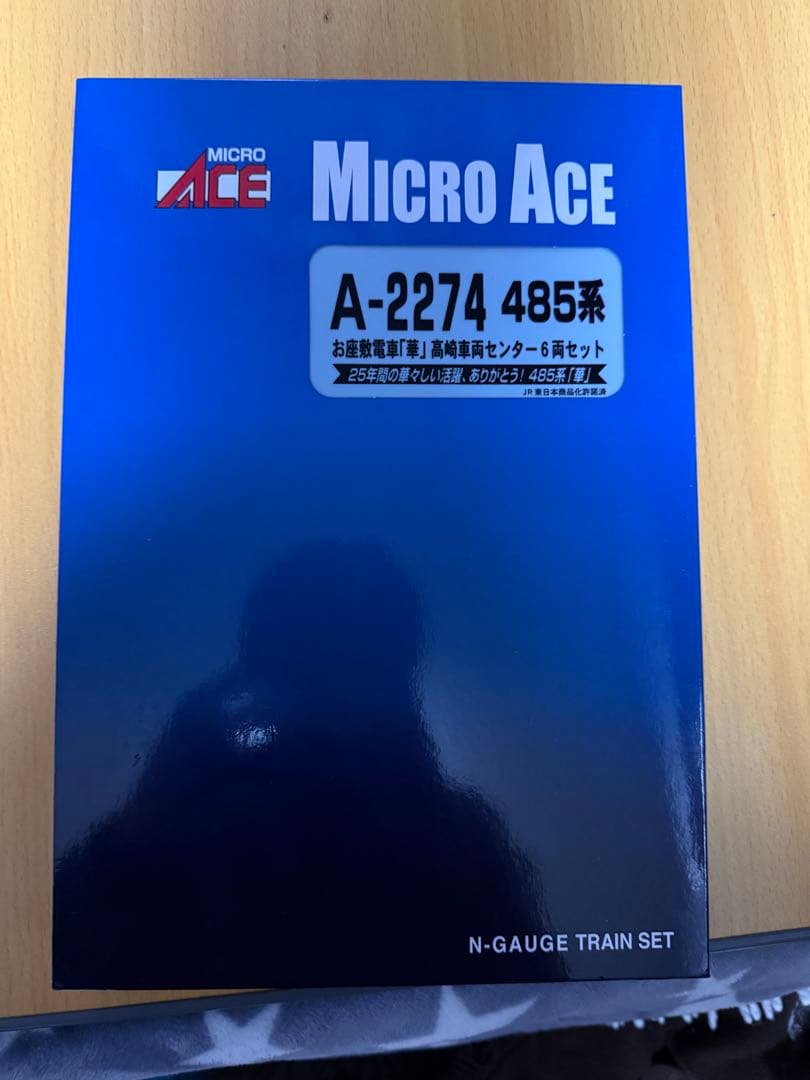 MICRO
ACE
MICRO ACE
A-2274 485系
お座敷電車「華」高崎車両センター6両セット
25年間の華々しい活躍、ありがとう! 485系「華」
JR東日本商品化許諾済
N-GAUGE TRAIN SET